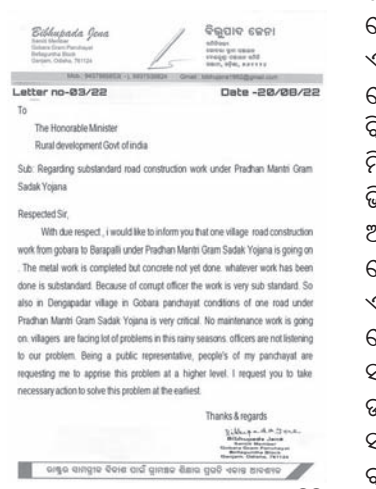 Bibhupada Jena
Samiti Member
Gobara Gram Panchayat
Bellaguntha Block
Ganjam, Odisha, 761124
ବିଭୁପାଦ ଜେନା
Letter no-03/22 Date -20/08/22
To
The Honorable Minister
Rural development Govt of india
Sub: Regarding substandard road construction work under Pradhan Mantri Gram
Sadak Yojana
Respected Sir,
With due respect , i would like to inform you that one village road construction
work from gobara to Barapalli under Pradhan Mantri Gram Sadak Yojana is going on
. The metal work is completed but concrete not yet done. whatever work has been
done is substandard. Because of corrupt officer the work is very sub standard. So
also in Dengapadar village in Gobara panchayat conditions of one road under
Pradhan Mantri Gram Sadak Yojana is very critical. No maintenance work is going
on. villagers are facing lot of problems in this rainy seasons. officers are not listening
to our problem. Being a public representative, people's of my panchayat are
requesting me to apprise this problem at a higher level. I request you to take
necessary action to solve this problem at the earliest.
Thanks & regards
Bibhupada Jena
Bibhupada Jena
Samiti Member
Gobara Gram Panchayat
Bellaguntha Block
Ganjam, Odisha, 761124
ରାଷ୍ଟ୍ରର ସାମଗ୍ରୀକ ବିକାଶ ପାଇଁ ଗ୍ରାମାଞ୍ଚଳ ଶିକ୍ଷାର ପ୍ରଗତି ଏକାନ୍ତ ଆବଶ୍ୟକ